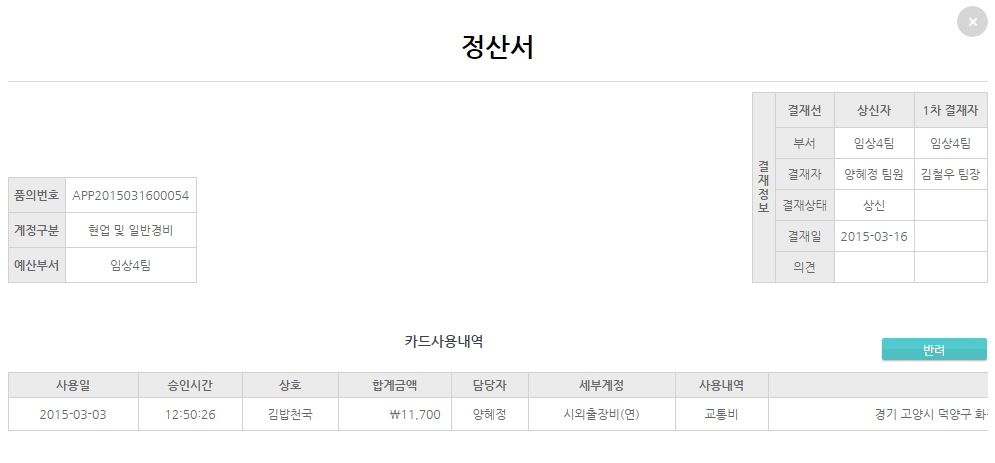 정산서
결재정보
결재선 상신자 1차 결재자
부서 임상4팀 임상4팀
결재자 양혜정 팀원 김철우 팀장
결재상태 상신
결재일 2015-03-16
의견
품의번호 APP2015031600054
계정구분 현업 및 일반경비
예산부서 임상4팀
카드사용내역
반려
사용일 승인시간 상호 합계금액 담당자 세부계정 사용내역
2015-03-03 12:50:26 김밥천국 ₩11,700 양혜정 시외출장비(연) 교통비 경기 고양시 덕양구 화